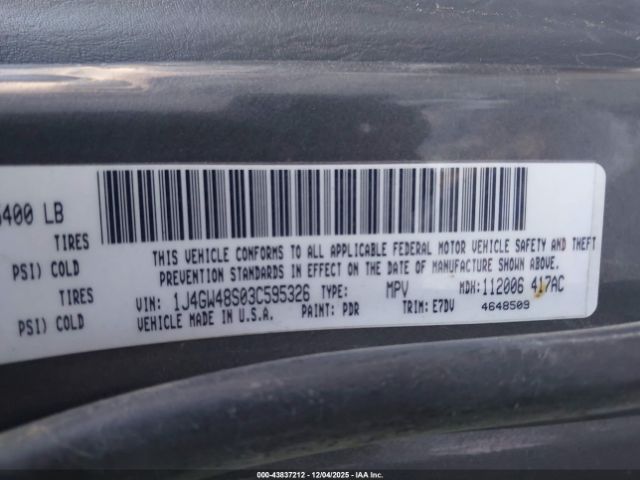 5400 LB
TIRES
PSI) COLD
TIRES
PSI) COLD
THIS VEHICLE CONFORMS TO ALL APPLICABLE FEDERAL MOTOR VEHICLE SAFETY AND THEFT
PREVENTION STANDARDS IN EFFECT ON THE DATE OF MANUFACTURE SHOWN ABOVE.
VIN: 1J4GW48S03C595326 TYPE: MPV MDH: 112006 417AC
VEHICLE MADE IN U.S.A. PAINT: PDR TRIM: E7DV 4648509
000-43837212 - 12/04/2025 - IAA Inc.